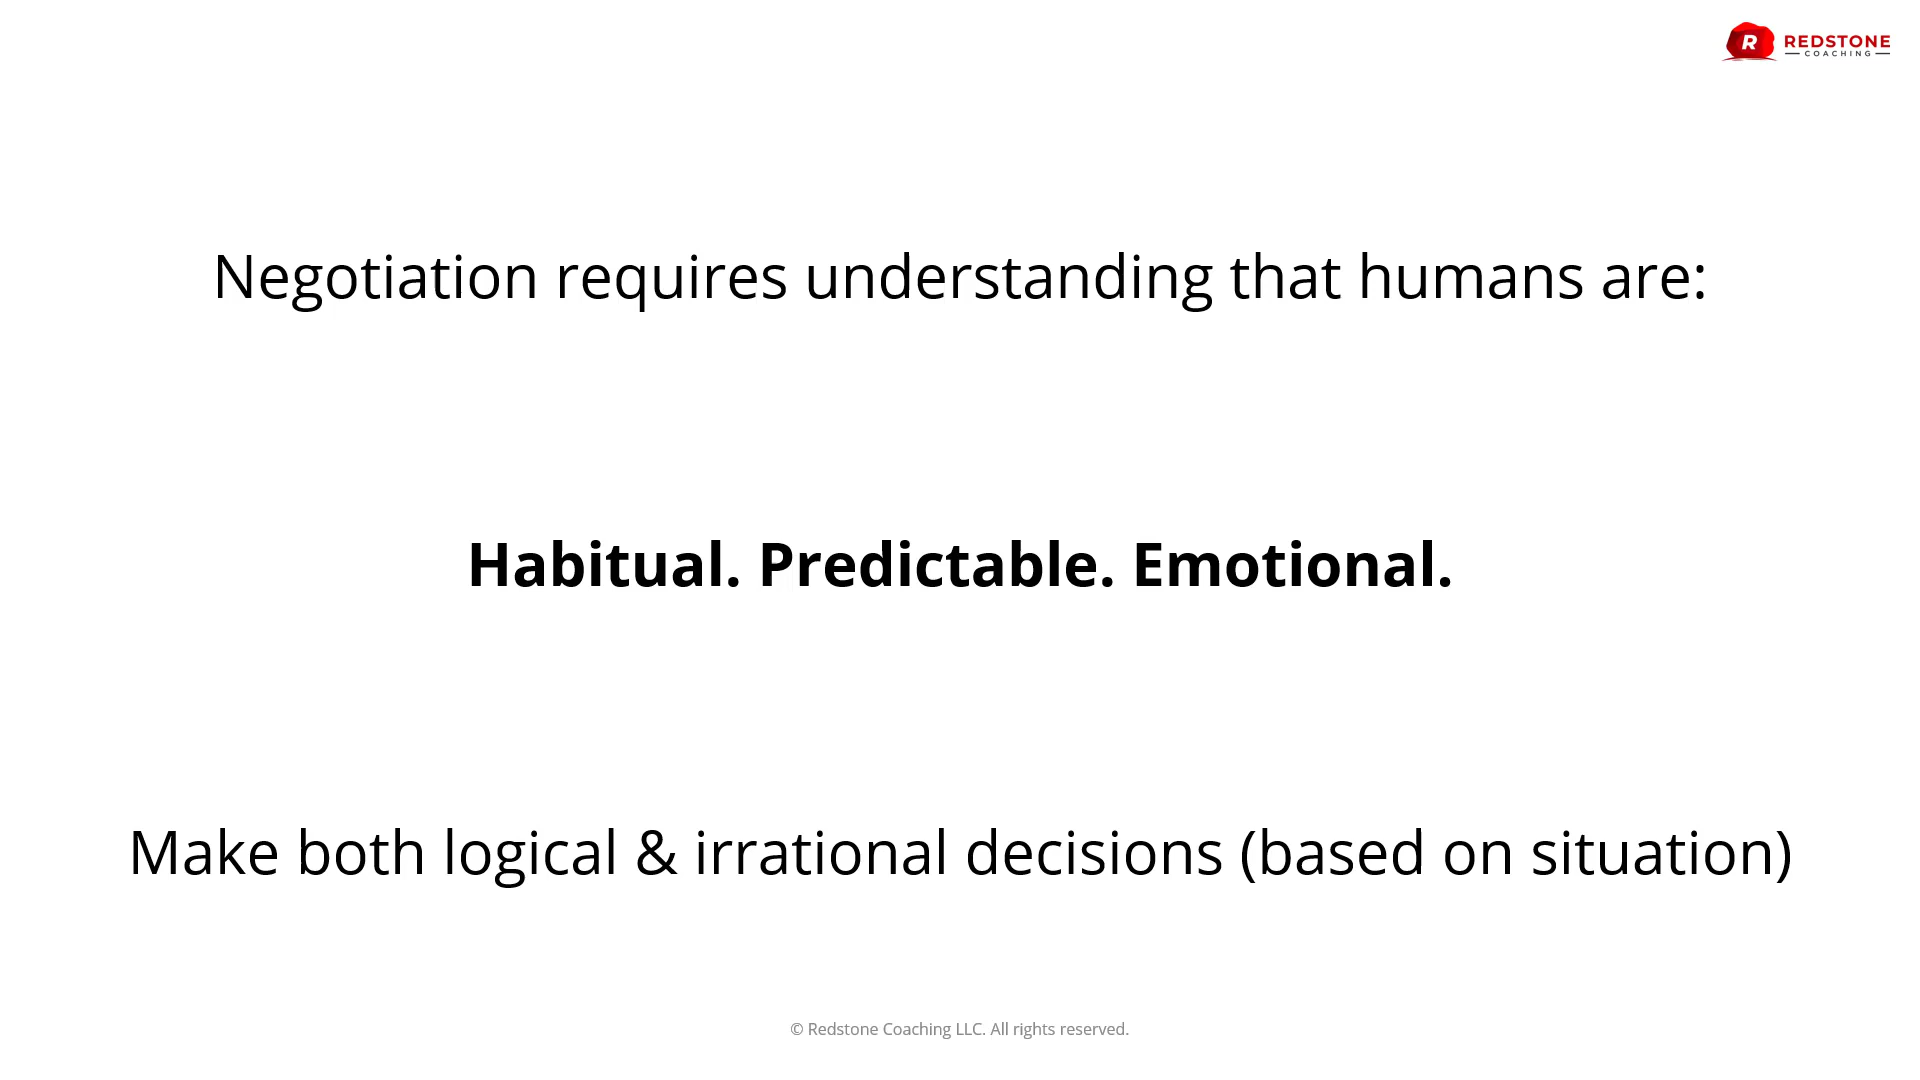 R REDSTONE
COACHING
Negotiation requires understanding that humans are:
Habitual. Predictable. Emotional.
Make both logical & irrational decisions (based on situation)
© Redstone Coaching LLC. All rights reserved.